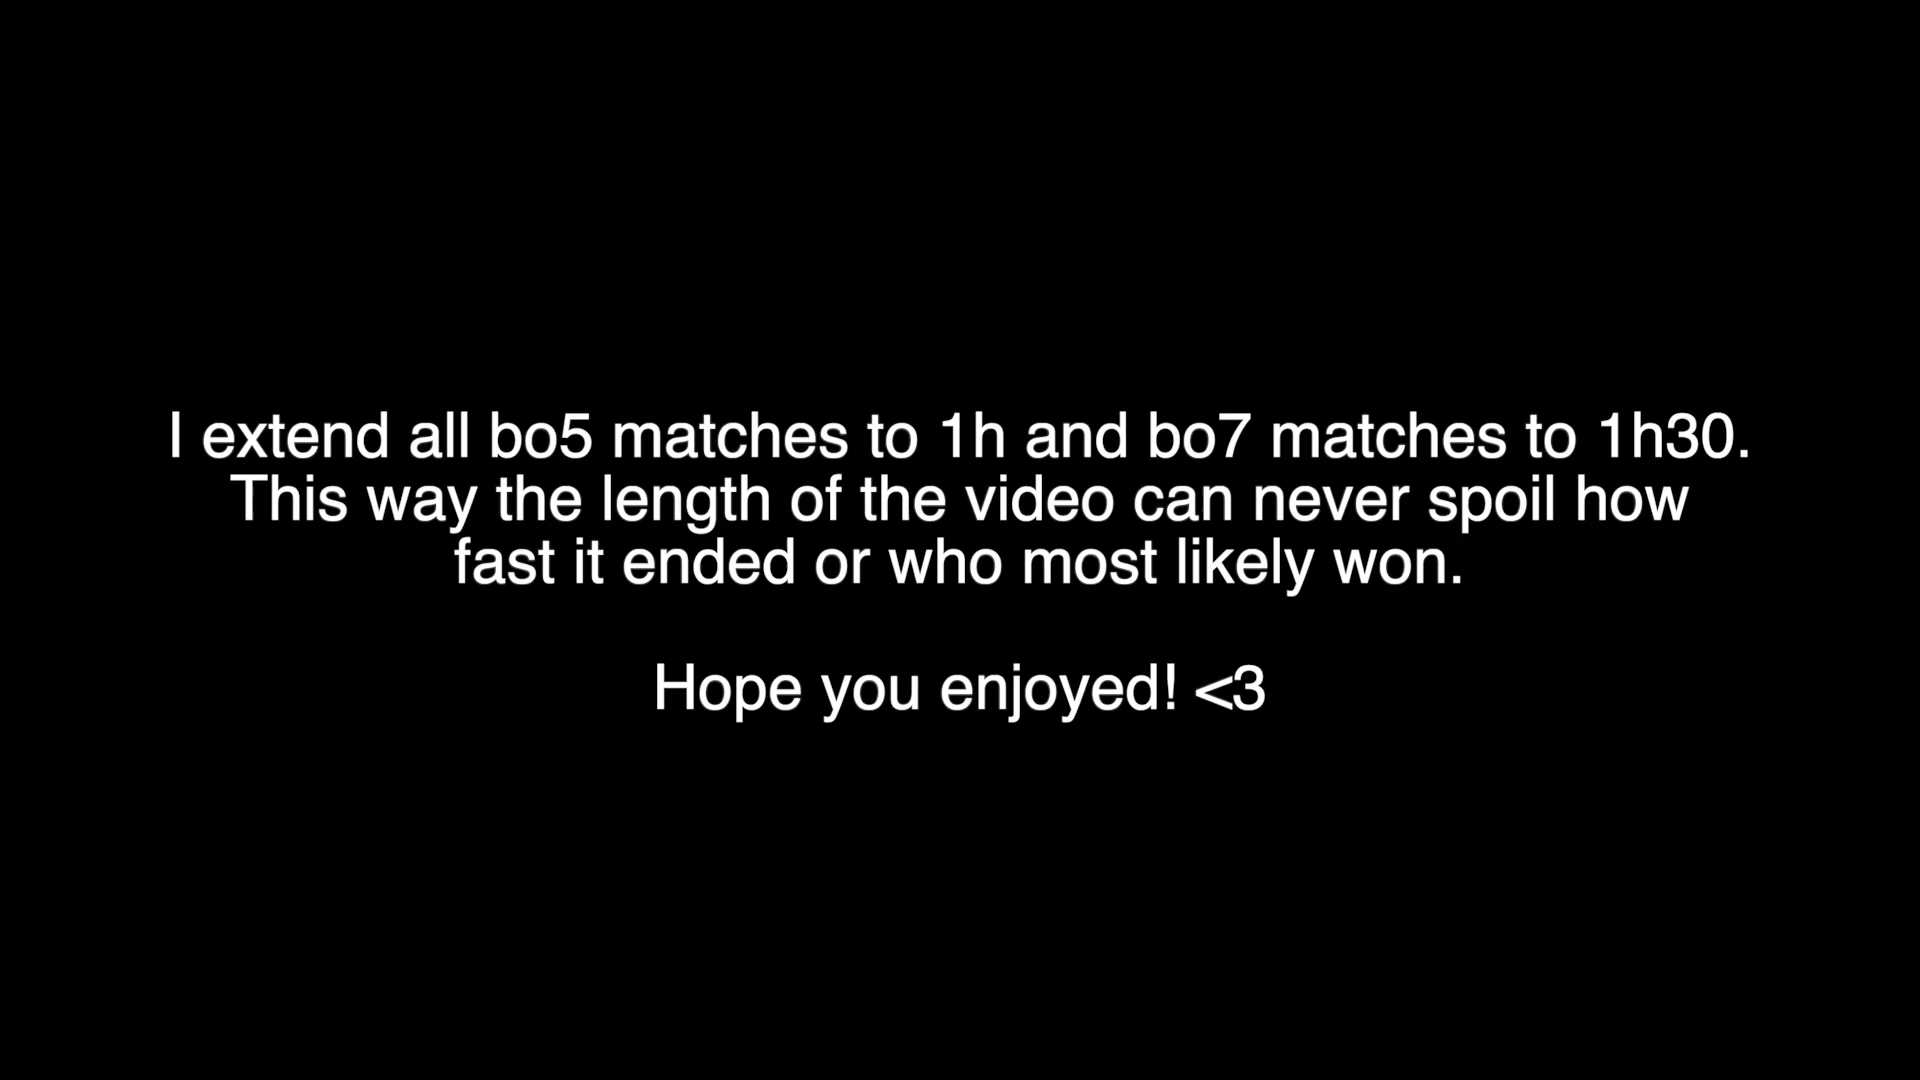 I extend all bo5 matches to 1h and bo7 matches to 1h30.
This way the length of the video can never spoil how
fast it ended or who most likely won.
Hope you enjoyed! <3